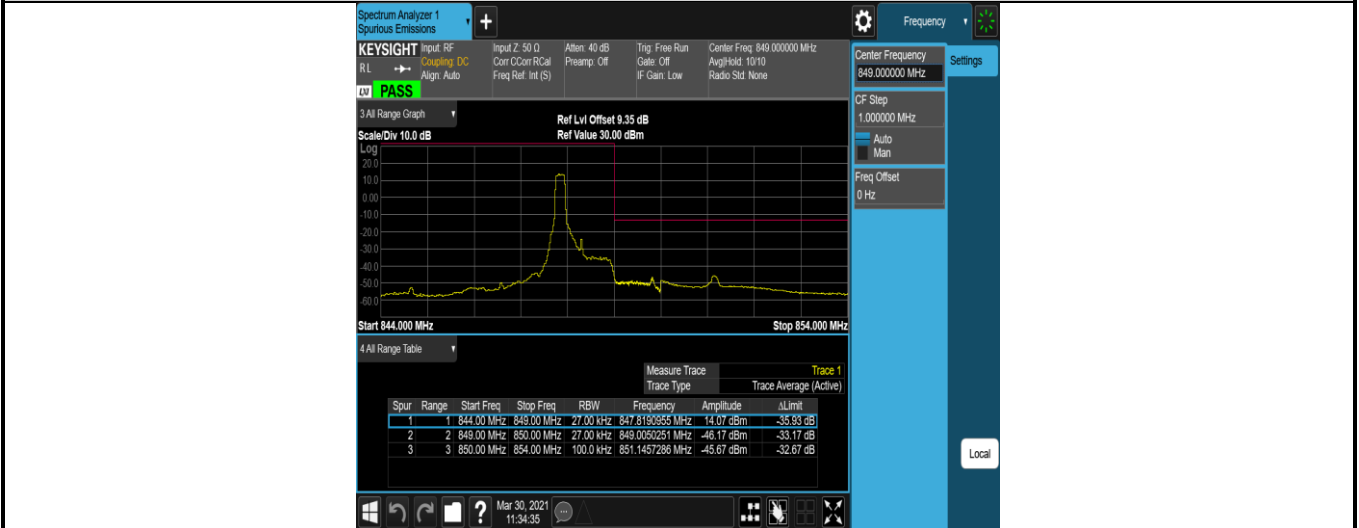 Spectrum Analyzer 1
Spurious Emissions
Frequency
KEYSIGHT
RL
PASS
Input: RF
Coupling: DC
Align: Auto
Input Z: 50 Ω
Corr CCorr RCal
Freq Ref: Int (S)
Atten: 40 dB
Preamp: Off
Trig: Free Run
Gate: Off
IF Gain: Low
Center Freq: 849.000000 MHz
Avg|Hold: 10/10
Radio Std: None
Center Frequency
849.000000 MHz
Settings
CF Step
1.000000 MHz
Auto
Man
Freq Offset
0 Hz
3 All Range Graph
Scale/Div 10.0 dB
Ref Lvl Offset 9.35 dB
Ref Value 30.00 dBm
Log
20.0
10.0
0.00
-10.0
-20.0
-30.0
-40.0
-50.0
-60.0
Start 844.000 MHz Stop 854.000 MHz
4 All Range Table
Measure Trace Trace 1
Trace Type Trace Average (Active)
Spur Range Start Freq Stop Freq RBW Frequency Amplitude ΔLimit
1 1 844.00 MHz 849.00 MHz 27.00 kHz 847.8190955 MHz 14.07 dBm -35.93 dB
2 2 849.00 MHz 850.00 MHz 27.00 kHz 849.0050251 MHz -46.17 dBm -33.17 dB
3 3 850.00 MHz 854.00 MHz 100.0 kHz 851.1457286 MHz -45.67 dBm -32.67 dB
Local
?
Mar 30, 2021
11:34:35